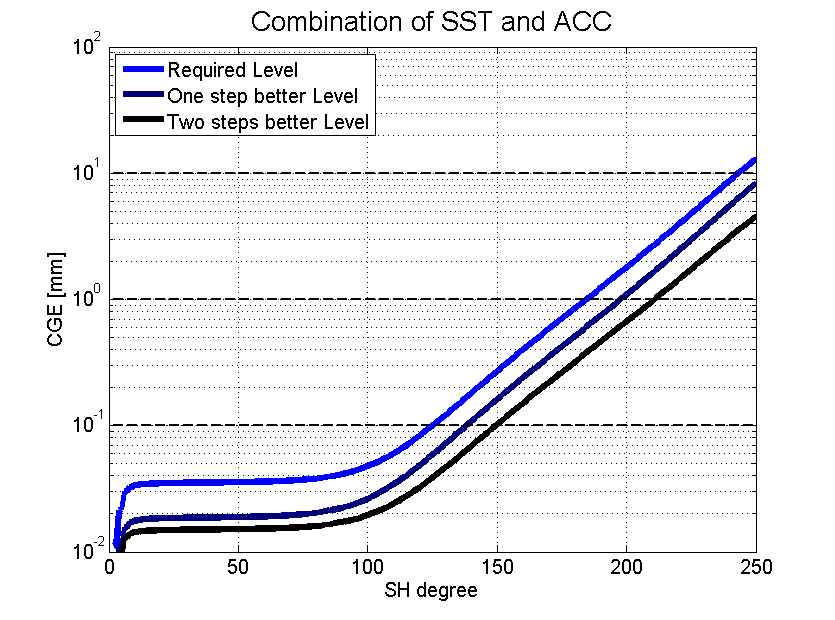 Combination of SST and ACC
Required Level
One step better Level
Two steps better Level
CGE [mm]
10^2
10^1
10^0
10^-1
10^-2
0 50 100 150 200 250
SH degree